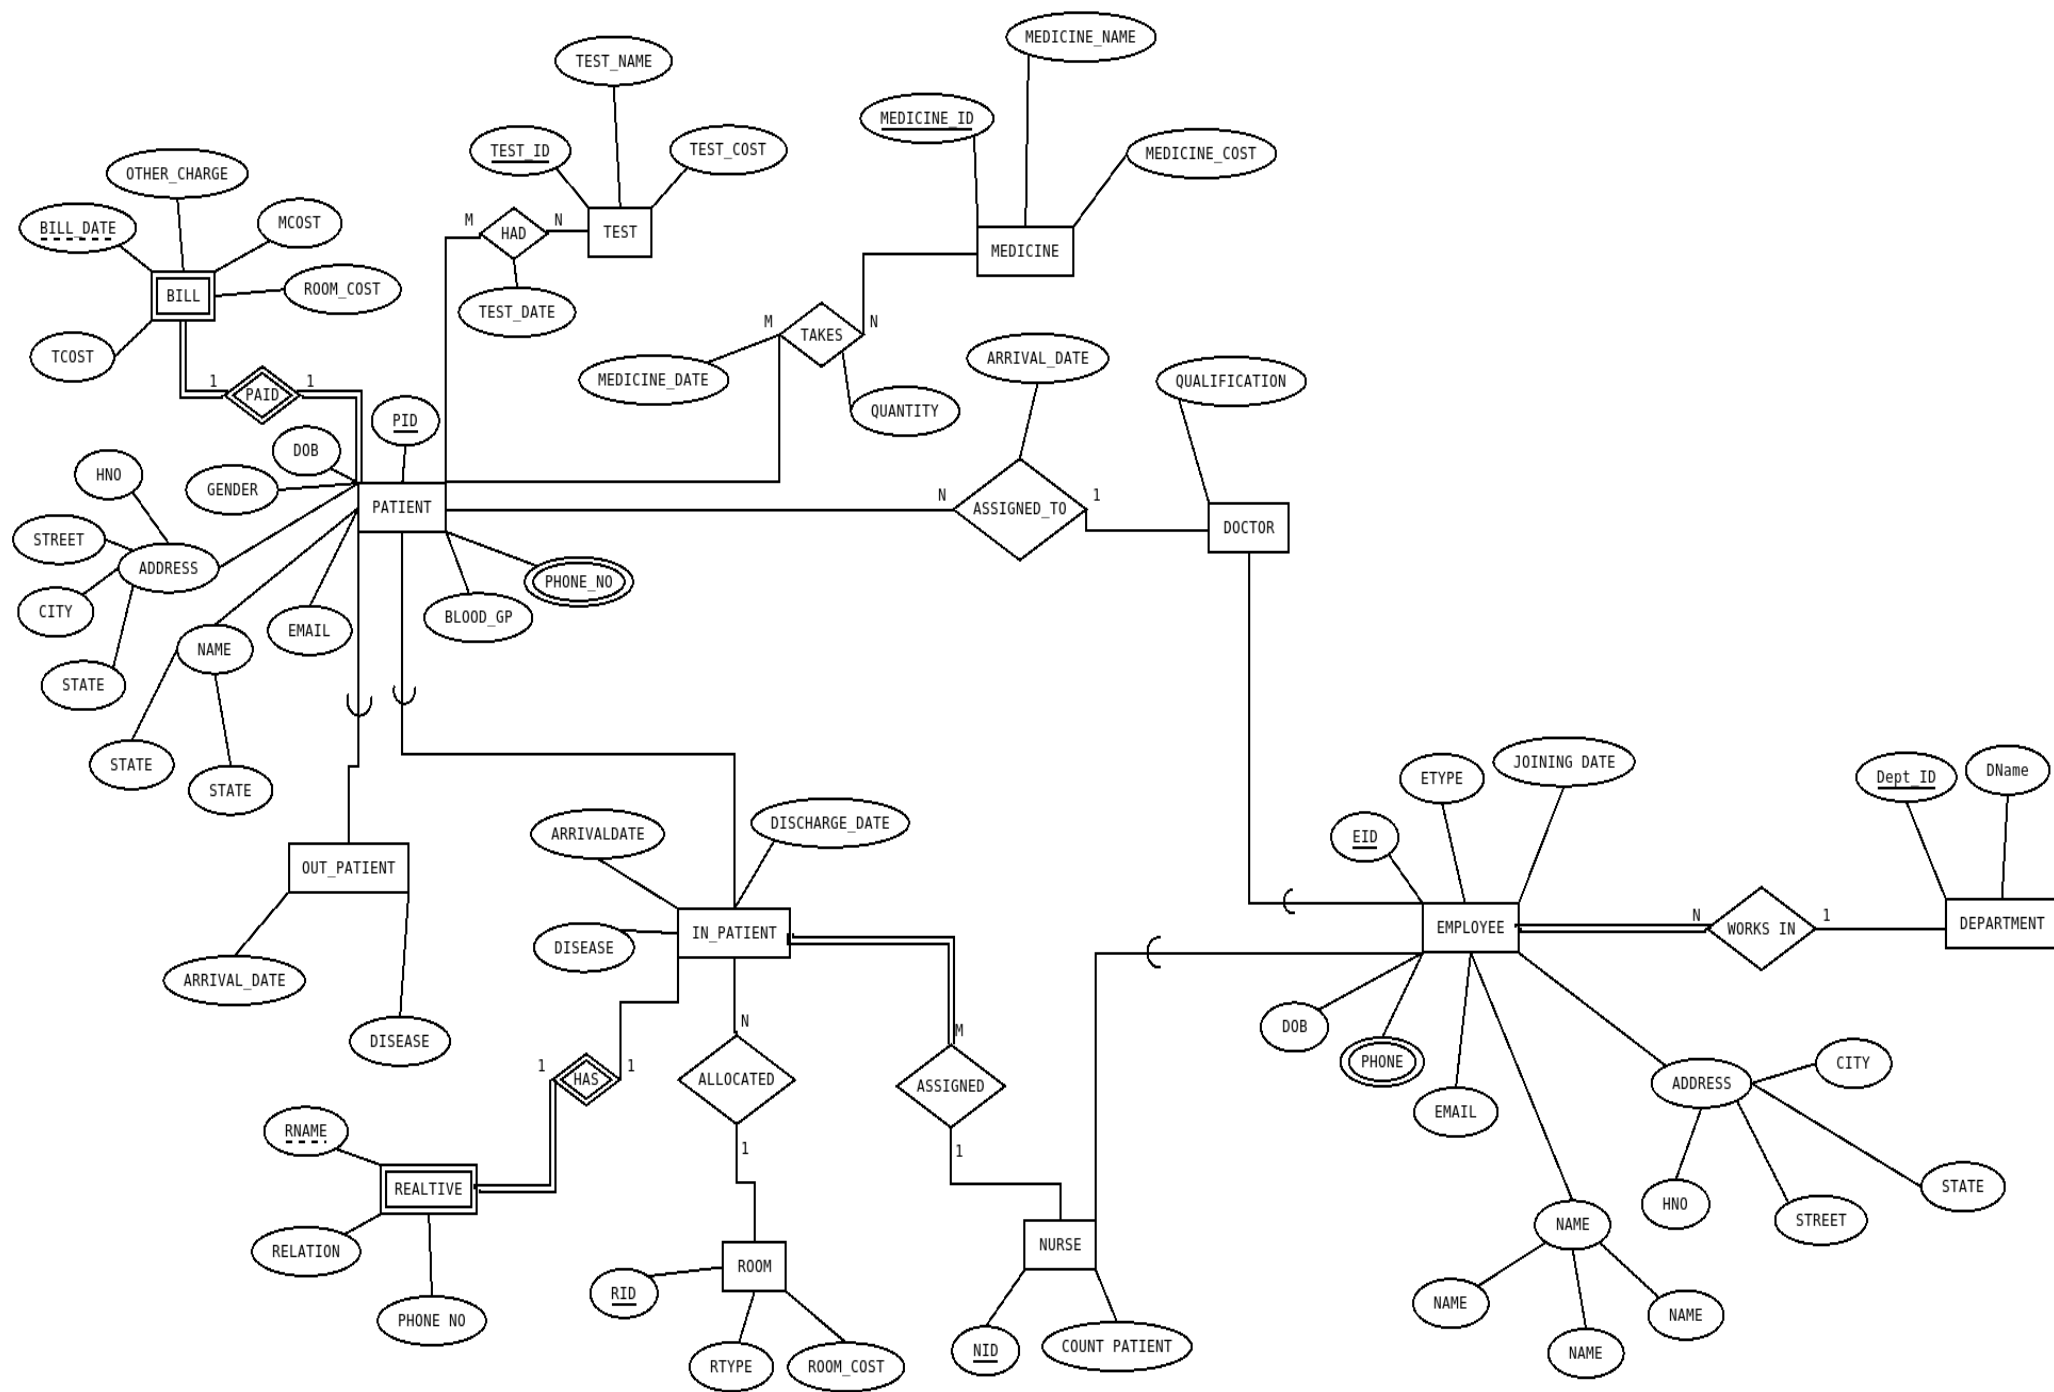 MEDICINE_NAME
TEST_NAME
MEDICINE_ID
TEST_ID
TEST_COST
MEDICINE_COST
OTHER_CHARGE
BILL_DATE
MCOST
M
HAD
N
TEST
MEDICINE
BILL
ROOM_COST
TEST_DATE
M
TAKES
N
TCOST
ARRIVAL_DATE
MEDICINE_DATE
QUALIFICATION
1
PAID
1
QUANTITY
PID
DOB
HNO
GENDER
PATIENT
N
ASSIGNED_TO
1
DOCTOR
STREET
ADDRESS
PHONE_NO
CITY
BLOOD_GP
EMAIL
NAME
STATE
STATE
STATE
ETYPE
JOINING DATE
Dept_ID
DName
ARRIVALDATE
DISCHARGE_DATE
EID
OUT_PATIENT
IN_PATIENT
DISEASE
EMPLOYEE
N
WORKS IN
1
DEPARTMENT
ARRIVAL_DATE
DISEASE
N
M
DOB
PHONE
CITY
1
HAS
1
ALLOCATED
ASSIGNED
ADDRESS
EMAIL
RNAME
1
1
REALTIVE
STATE
HNO
STREET
NAME
RELATION
NURSE
ROOM
RID
PHONE NO
NAME
NAME
NAME
NID
COUNT PATIENT
RTYPE
ROOM_COST